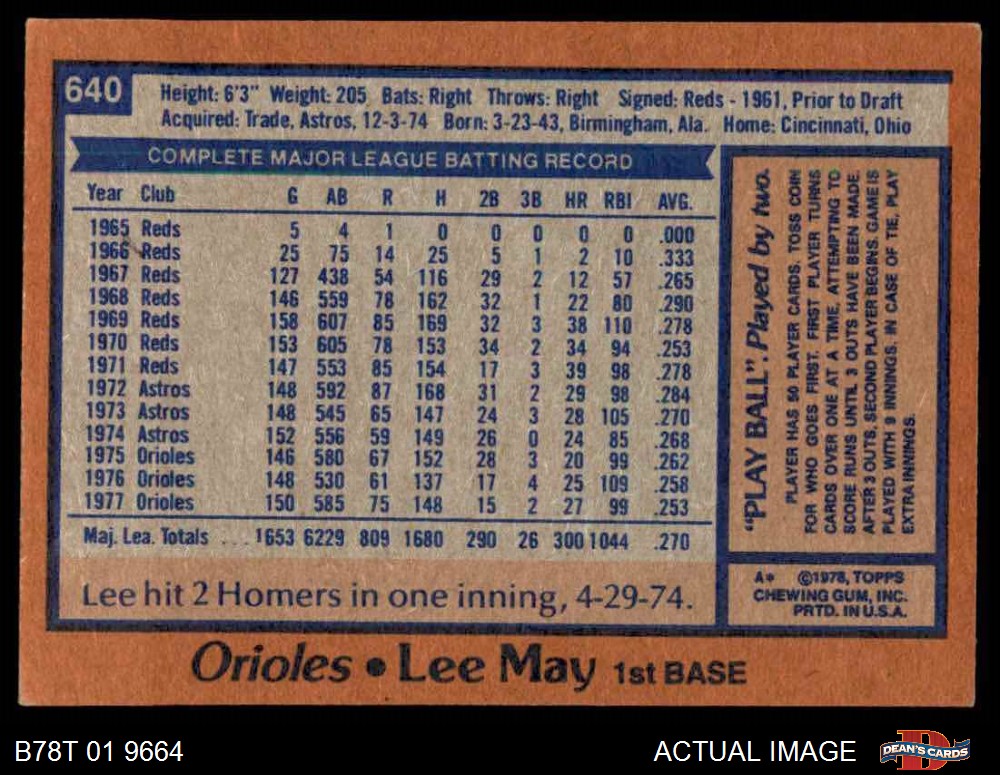 640
Height: 6'3" Weight: 205 Bats: Right Throws: Right Signed: Reds - 1961, Prior to Draft
Acquired: Trade, Astros, 12-3-74 Born: 3-23-43, Birmingham, Ala. Home: Cincinnati, Ohio
COMPLETE MAJOR LEAGUE BATTING RECORD
Year Club G AB R H 2B 3B HR RBI AVG.
1965 Reds 5 4 1 0 0 0 0 0 .000
1966 Reds 25 75 14 25 5 1 2 10 .333
1967 Reds 127 438 54 116 29 2 12 57 .265
1968 Reds 146 559 78 162 32 1 22 80 .290
1969 Reds 158 607 85 169 32 3 38 110 .278
1970 Reds 153 605 78 153 34 2 34 94 .253
1971 Reds 147 553 85 154 17 3 39 98 .278
1972 Astros 148 592 87 168 31 2 29 98 .284
1973 Astros 148 545 65 147 24 3 28 105 .270
1974 Astros 152 556 59 149 26 0 24 85 .268
1975 Orioles 146 580 67 152 28 3 20 99 .262
1976 Orioles 148 530 61 137 17 4 25 109 .258
1977 Orioles 150 585 75 148 15 2 27 99 .253
Maj. Lea. Totals ... 1653 6229 809 1680 290 26 300 1044 .270
Lee hit 2 Homers in one inning, 4-29-74.
"PLAY BALL". Played by two.
PLAYER HAS 50 PLAYER CARDS. TOSS COIN
FOR WHO GOES FIRST. FIRST PLAYER TURNS
CARDS OVER ONE AT A TIME, ATTEMPTING TO
SCORE RUNS UNTIL 3 OUTS HAVE BEEN MADE.
AFTER 3 OUTS, SECOND PLAYER BEGINS. GAME IS
PLAYED WITH 9 INNINGS. IN CASE OF TIE, PLAY
EXTRA INNINGS.
A* ©1978, TOPPS
CHEWING GUM, INC.
PRTD. IN U.S.A.
Orioles • Lee May 1st BASE
B78T 01 9664
ACTUAL IMAGE
D
DEAN'S CARDS